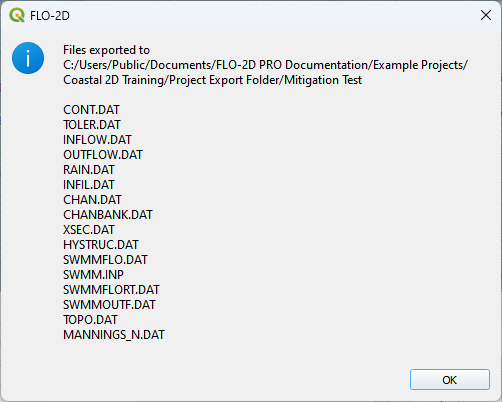 FLO-2D
Files exported to
C:/Users/Public/Documents/FLO-2D PRO Documentation/Example Projects/
Coastal 2D Training/Project Export Folder/Mitigation Test
CONT.DAT
TOLER.DAT
INFLOW.DAT
OUTFLOW.DAT
RAIN.DAT
INFIL.DAT
CHAN.DAT
CHANBANK.DAT
XSEC.DAT
HYSTRUC.DAT
SWMMFLO.DAT
SWMM.INP
SWMMFLORT.DAT
SWMMOUTF.DAT
TOPO.DAT
MANNINGS_N.DAT
OK